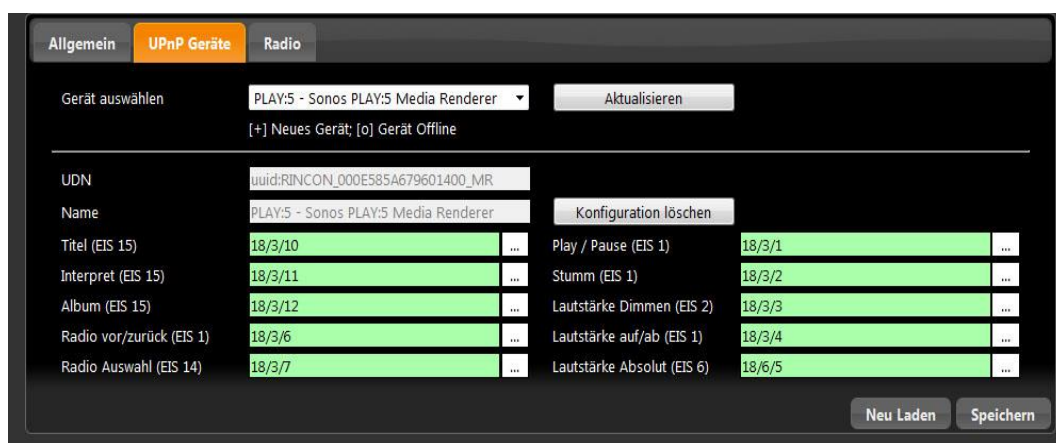 Allgemein UPnP Geräte Radio
Gerät auswählen PLAY:5 - Sonos PLAY:5 Media Renderer Aktualisieren
[+] Neues Gerät; [o] Gerät Offline
UDN uuid:RINCON_000E585A679601400_MR
Name PLAY:5 - Sonos PLAY:5 Media Renderer Konfiguration löschen
Titel (EIS 15) 18/3/10 ... Play / Pause (EIS 1) 18/3/1 ...
Interpret (EIS 15) 18/3/11 ... Stumm (EIS 1) 18/3/2 ...
Album (EIS 15) 18/3/12 ... Lautstärke Dimmen (EIS 2) 18/3/3 ...
Radio vor/zurück (EIS 1) 18/3/6 ... Lautstärke auf/ab (EIS 1) 18/3/4 ...
Radio Auswahl (EIS 14) 18/3/7 ... Lautstärke Absolut (EIS 6) 18/6/5 ...
Neu Laden Speichern